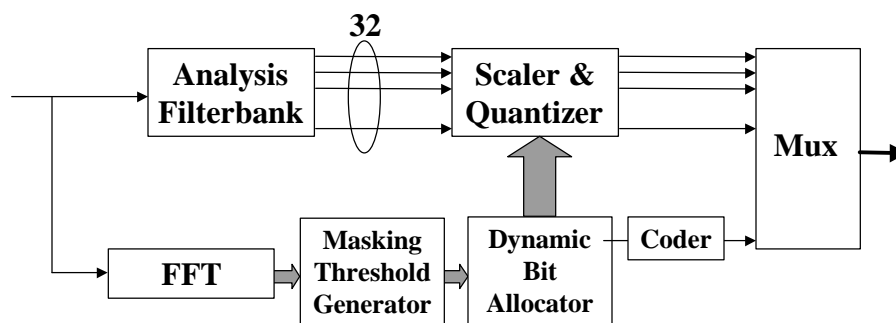 32
Analysis
Filterbank
Scaler &
Quantizer
Mux
FFT
Masking
Threshold
Generator
Dynamic
Bit
Allocator
Coder